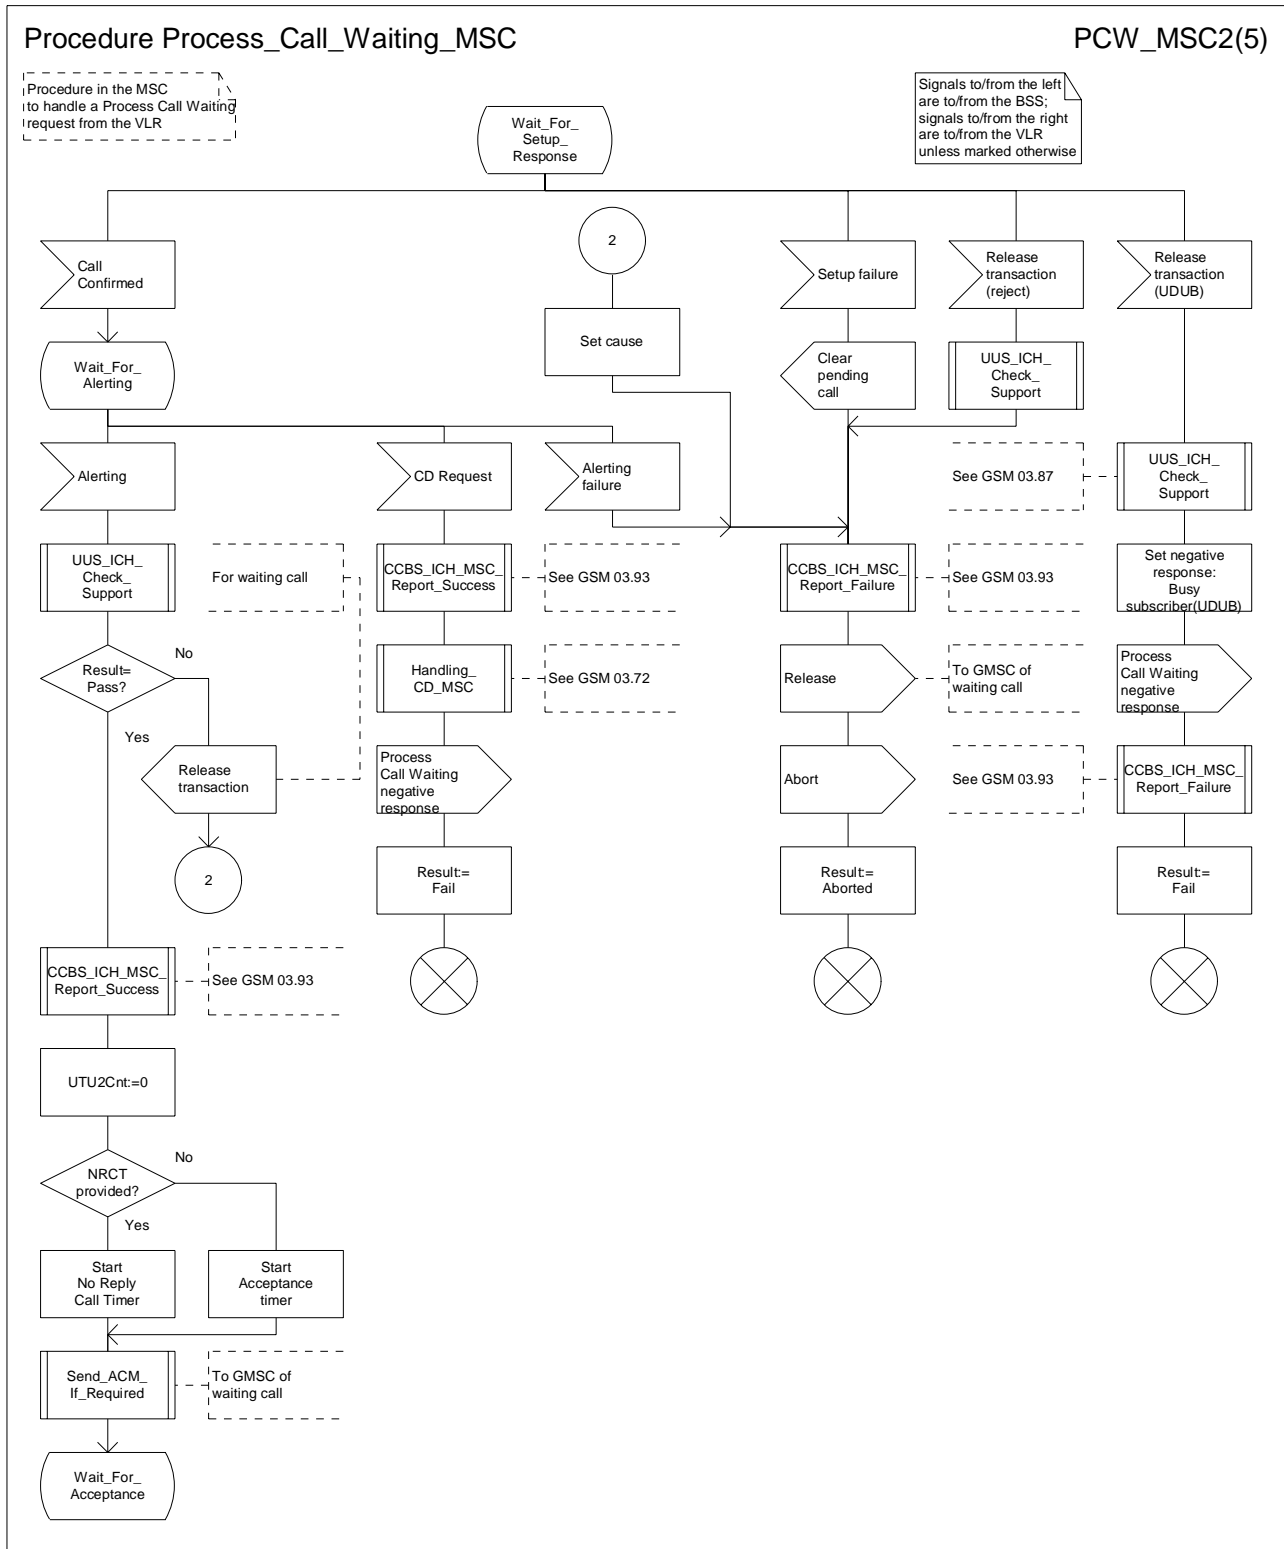 Procedure Process_Call_Waiting_MSC
PCW_MSC2(5)
Procedure in the MSC
to handle a Process Call Waiting
request from the VLR
Signals to/from the left
are to/from the BSS;
signals to/from the right
are to/from the VLR
unless marked otherwise
Wait_For_
Setup_
Response
Call
Confirmed
2
Setup failure
Release
transaction
(reject)
Release
transaction
(UDUB)
Set cause
Wait_For_
Alerting
Clear
pending
call
UUS_ICH_
Check_
Support
Alerting
CD Request
Alerting
failure
See GSM 03.87
UUS_ICH_
Check_
Support
UUS_ICH_
Check_
Support
For waiting call
CCBS_ICH_MSC_
Report_Success
See GSM 03.93
CCBS_ICH_MSC_
Report_Failure
See GSM 03.93
Set negative
response:
Busy
subscriber(UDUB)
Result=
Pass?
No
Yes
Handling_
CD_MSC
See GSM 03.72
Release
To GMSC of
waiting call
Process
Call Waiting
negative
response
Release
transaction
Process
Call Waiting
negative
response
Abort
See GSM 03.93
CCBS_ICH_MSC_
Report_Failure
2
Result:=
Fail
Result:=
Aborted
Result:=
Fail
CCBS_ICH_MSC_
Report_Success
See GSM 03.93
UTU2Cnt:=0
NRCT
provided?
No
Yes
Start
No Reply
Call Timer
Start
Acceptance
timer
Send_ACM_
If_Required
To GMSC of
waiting call
Wait_For_
Acceptance